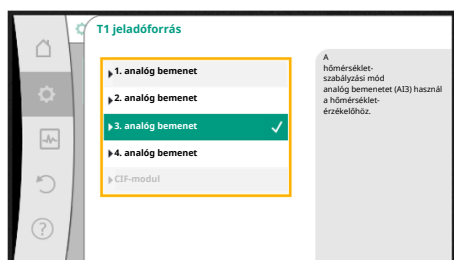 T1 jeladóforrás
1. analóg bemenet
2. analóg bemenet
3. analóg bemenet
4. analóg bemenet
CIF-modul
A
hőmérséklet-
szabályzási mód
analóg bemenetet (AI3) használ
a hőmérséklet-
érzékelőhöz.